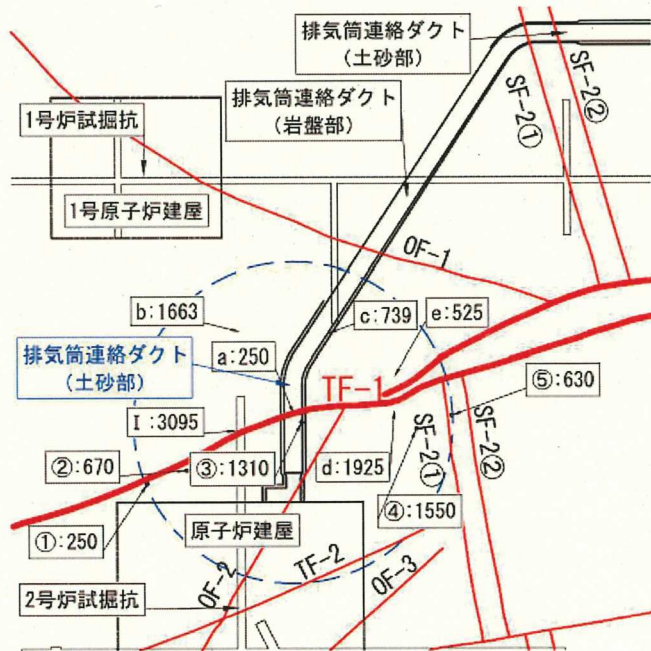 排気筒連絡ダクト
(土砂部)
SF-2①
SF-2②
排気筒連絡ダクト
(岩盤部)
1号炉試掘抗
1号原子炉建屋
OF-1
b:1663
c:739
e:525
排気筒連絡ダクト
(土砂部)
a:250
TF-1
⑤:630
I:3095
SF-2①
SF-2②
②:670
③:1310
d:1925
④:1550
①:250
原子炉建屋
OF-2
TF-2
OF-3
2号炉試掘抗